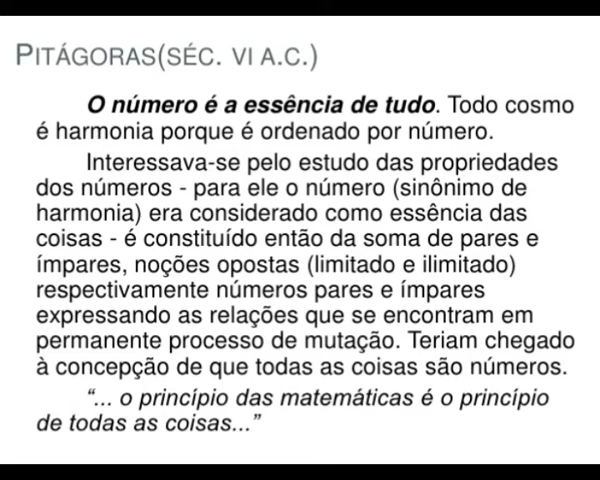 PITÁGORAS(SÉC. VI A.C.)
O número é a essência de tudo. Todo cosmo
é harmonia porque é ordenado por número.
Interessava-se pelo estudo das propriedades
dos números - para ele o número (sinônimo de
harmonia) era considerado como essência das
coisas - é constituído então da soma de pares e
ímpares, noções opostas (limitado e ilimitado)
respectivamente números pares e ímpares
expressando as relações que se encontram em
permanente processo de mutação. Teriam chegado
à concepção de que todas as coisas são números.
“... o princípio das matemáticas é o princípio
de todas as coisas...”